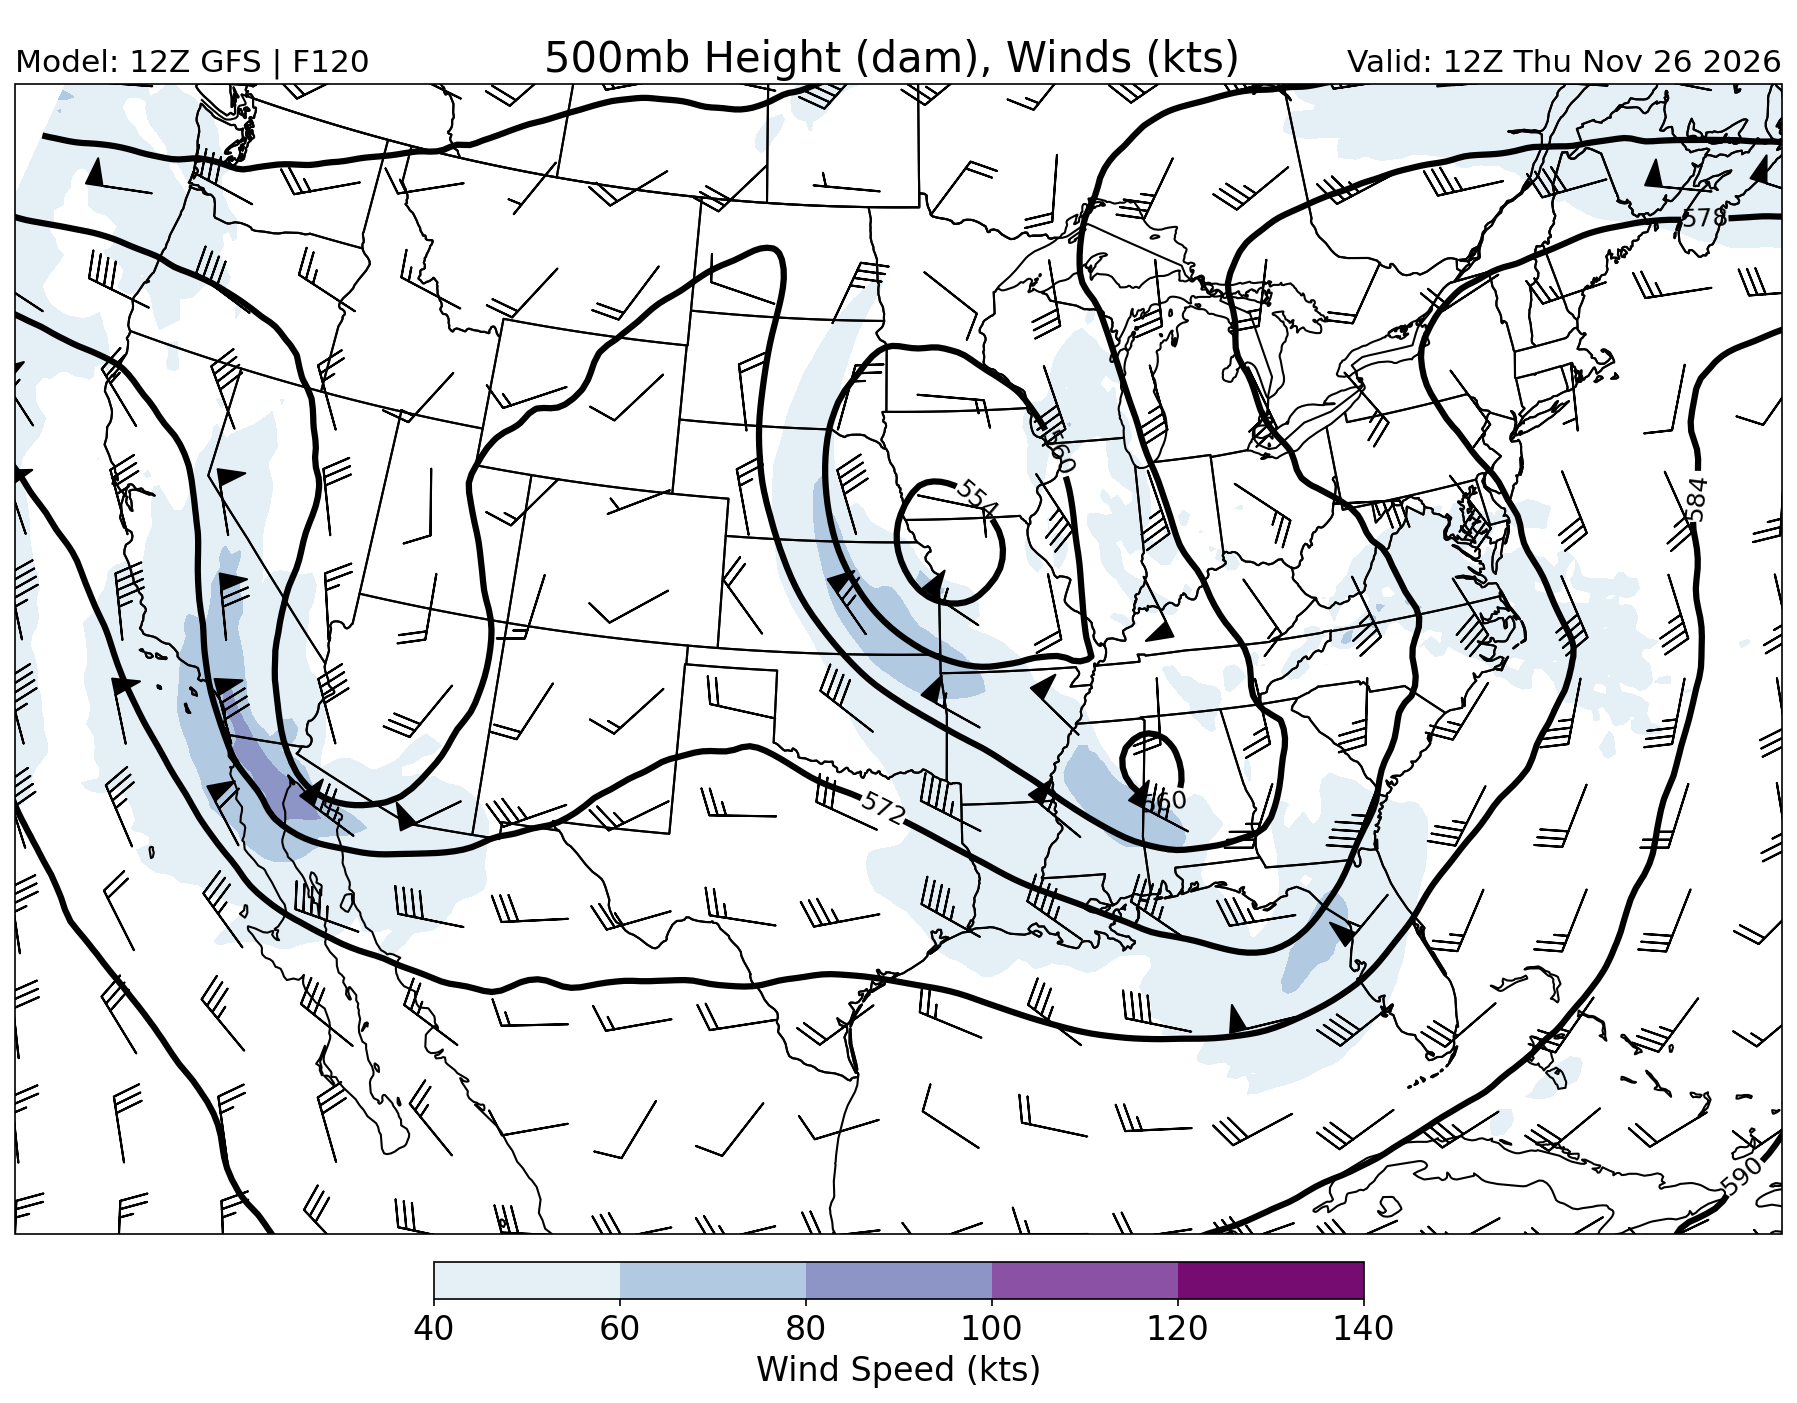 Model: 12Z GFS | F120
500mb Height (dam), Winds (kts)
Valid: 12Z Thu Nov 26 2026
578
560
554
584
560
572
590
40 60 80 100 120 140
Wind Speed (kts)